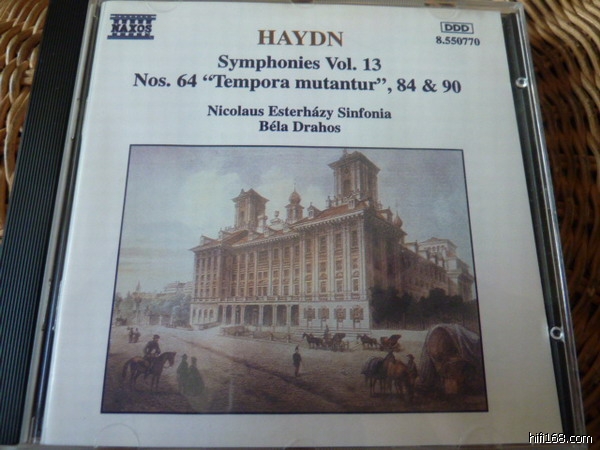 NAXOS
DDD
8.550770
HAYDN
Symphonies Vol. 13
Nos. 64 “Tempora mutantur”, 84 & 90
Nicolaus Esterházy Sinfonia
Béla Drahos
hifi168.com